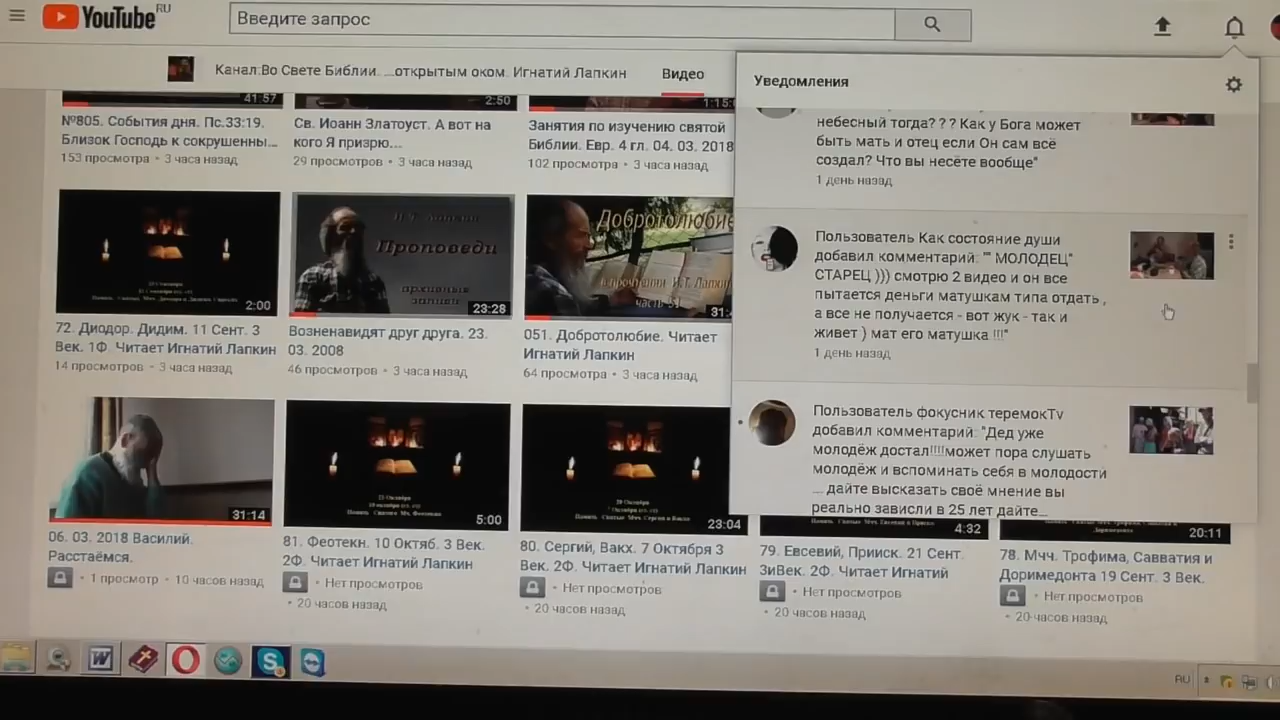 YouTube RU
Введите запрос
Канал:Во Свете Библии. ...открытым оком. Игнатий Лапкин
Видео
Уведомления
41:57
2:50
1:15:0
№805. События дня. Пс.33:19.
Близок Господь к сокрушенны...
153 просмотра • 3 часа назад
Св. Иоанн Златоуст. А вот на
кого Я призрю...
29 просмотров • 3 часа назад
Занятия по изучению святой
Библии. Евр. 4 гл. 04. 03. 2018
102 просмотра • 3 часа назад
небесный тогда? ? ? Как у Бога может
быть мать и отец если Он сам всё
создал? Что вы несёте вообще"
1 день назад
2:00
Проповеди
архивные
записи
23:28
Добротолюбие
в прочтении И.Т. Лапкин
часть 51
31:
72. Диодор. Дидим. 11 Сент. 3
Век. 1Ф. Читает Игнатий Лапкин
14 просмотров • 3 часа назад
Возненавидят друг друга. 23.
03. 2008
46 просмотров • 3 часа назад
051. Добротолюбие. Читает
Игнатий Лапкин
64 просмотра • 3 часа назад
Пользователь Как состояние души
добавил комментарий: "" МОЛОДЕЦ"
СТАРЕЦ ))) смотрю 2 видео и он все
пытается деньги матушкам типа отдать ,
а все не получается - вот жук - так и
живет ) мат его матушка !!!"
1 день назад
Пользователь фокусник теремокTv
добавил комментарий: "Дед уже
молодёж достал!!!!может пора слушать
молодёж и вспоминать себя в молодости
.... дайте высказать своё мнение вы
реально зависли в 25 лет дайте...
31:14
5:00
23:04
4:32
20:11
06. 03. 2018 Василий.
Расстаёмся.
• 1 просмотр • 10 часов назад
81. Феотекн. 10 Октяб. 3 Век.
2Ф. Читает Игнатий Лапкин
• Нет просмотров
• 20 часов назад
80. Сергий, Вакх. 7 Октября 3
Век. 2Ф. Читает Игнатий Лапкин
• Нет просмотров
• 20 часов назад
79. Евсевий, Прииск. 21 Сент.
3иВек. 2Ф. Читает Игнатий
• Нет просмотров
• 20 часов назад
78. Мчч. Трофима, Савватия и
Доримедонта 19 Сент. 3 Век.
• Нет просмотров
• 20 часов назад
RU